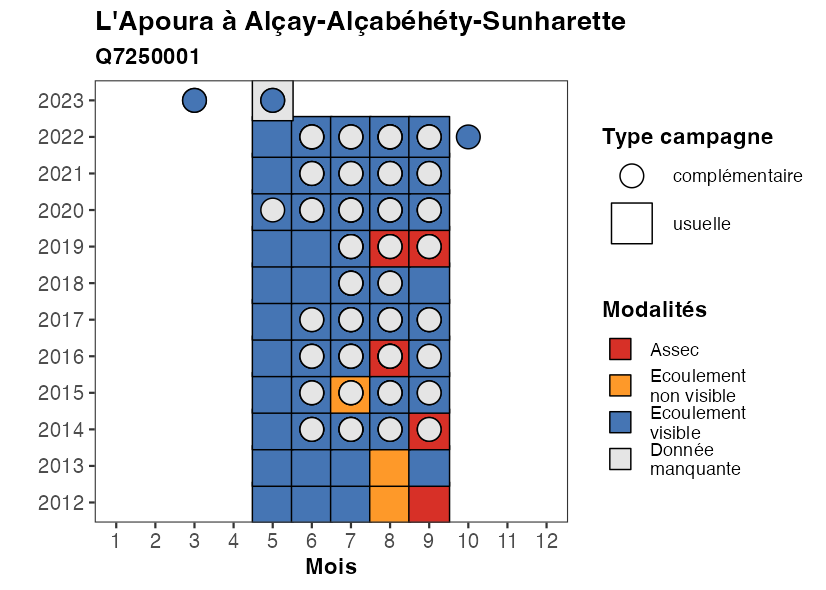 L'Apoura à Alçay-Alçabéhéty-Sunharette
Q7250001
2023
2022
2021
2020
2019
2018
2017
2016
2015
2014
2013
2012
1 2 3 4 5 6 7 8 9 10 11 12
Mois
Type campagne
complémentaire
usuelle
Modalités
Assec
Ecoulement
non visible
Ecoulement
visible
Donnée
manquante